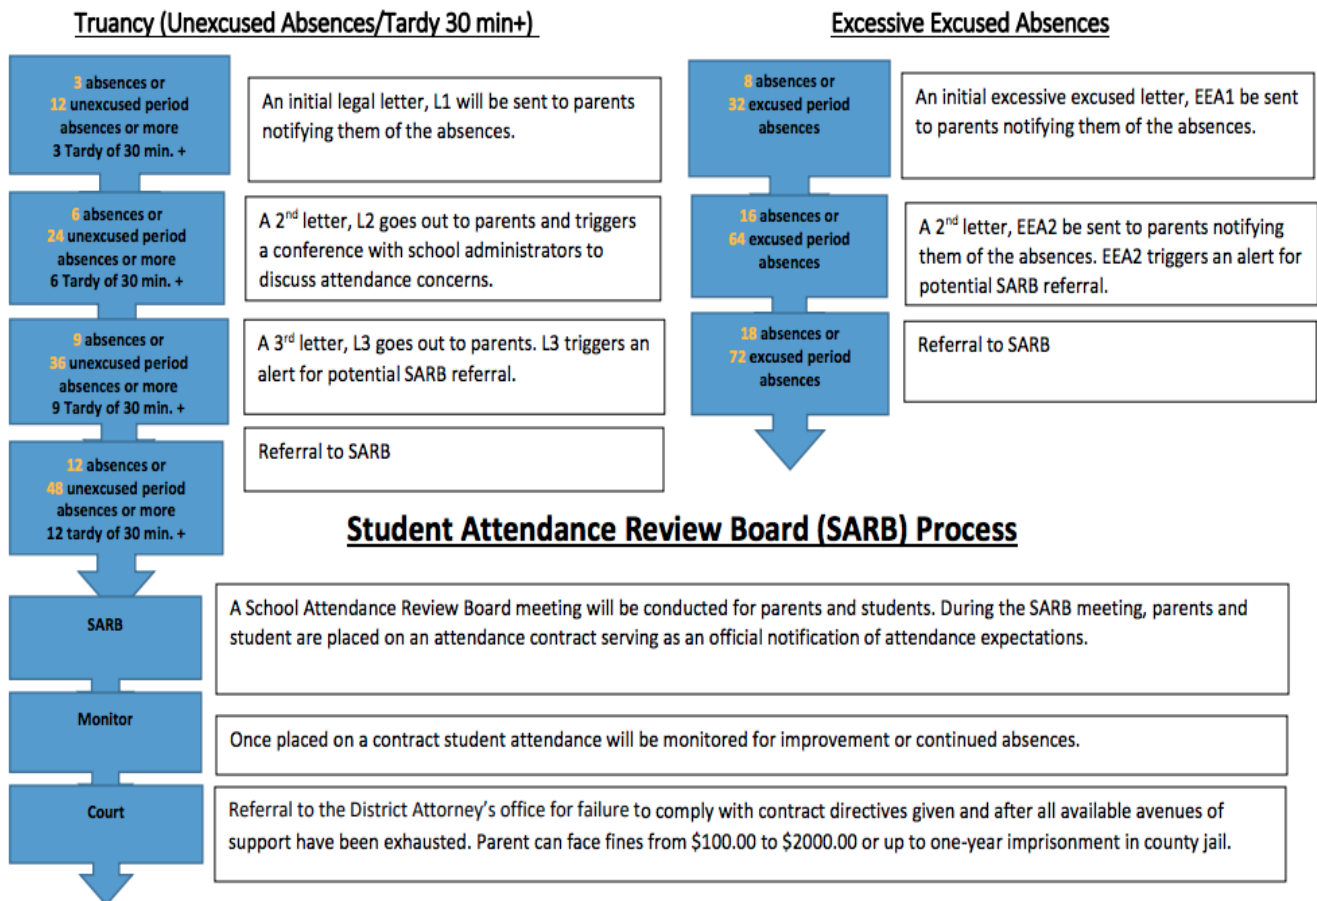 Truancy (Unexcused Absences/Tardy 30 min+)
3 absences or
12 unexcused period
absences or more
3 Tardy of 30 min. +
An initial legal letter, L1 will be sent to parents
notifying them of the absences.
6 absences or
24 unexcused period
absences or more
6 Tardy of 30 min. +
A 2nd letter, L2 goes out to parents and triggers
a conference with school administrators to
discuss attendance concerns.
9 absences or
36 unexcused period
absences or more
9 Tardy of 30 min. +
A 3rd letter, L3 goes out to parents. L3 triggers an
alert for potential SARB referral.
12 absences or
48 unexcused period
absences or more
12 tardy of 30 min. +
Referral to SARB
Excessive Excused Absences
8 absences or
32 excused period
absences
An initial excessive excused letter, EEA1 be sent
to parents notifying them of the absences.
16 absences or
64 excused period
absences
A 2nd letter, EEA2 be sent to parents notifying
them of the absences. EEA2 triggers an alert for
potential SARB referral.
18 absences or
72 excused period
absences
Referral to SARB
Student Attendance Review Board (SARB) Process
SARB
A School Attendance Review Board meeting will be conducted for parents and students. During the SARB meeting, parents and
student are placed on an attendance contract serving as an official notification of attendance expectations.
Monitor
Once placed on a contract student attendance will be monitored for improvement or continued absences.
Court
Referral to the District Attorney's office for failure to comply with contract directives given and after all available avenues of
support have been exhausted. Parent can face fines from $100.00 to $2000.00 or up to one-year imprisonment in county jail.